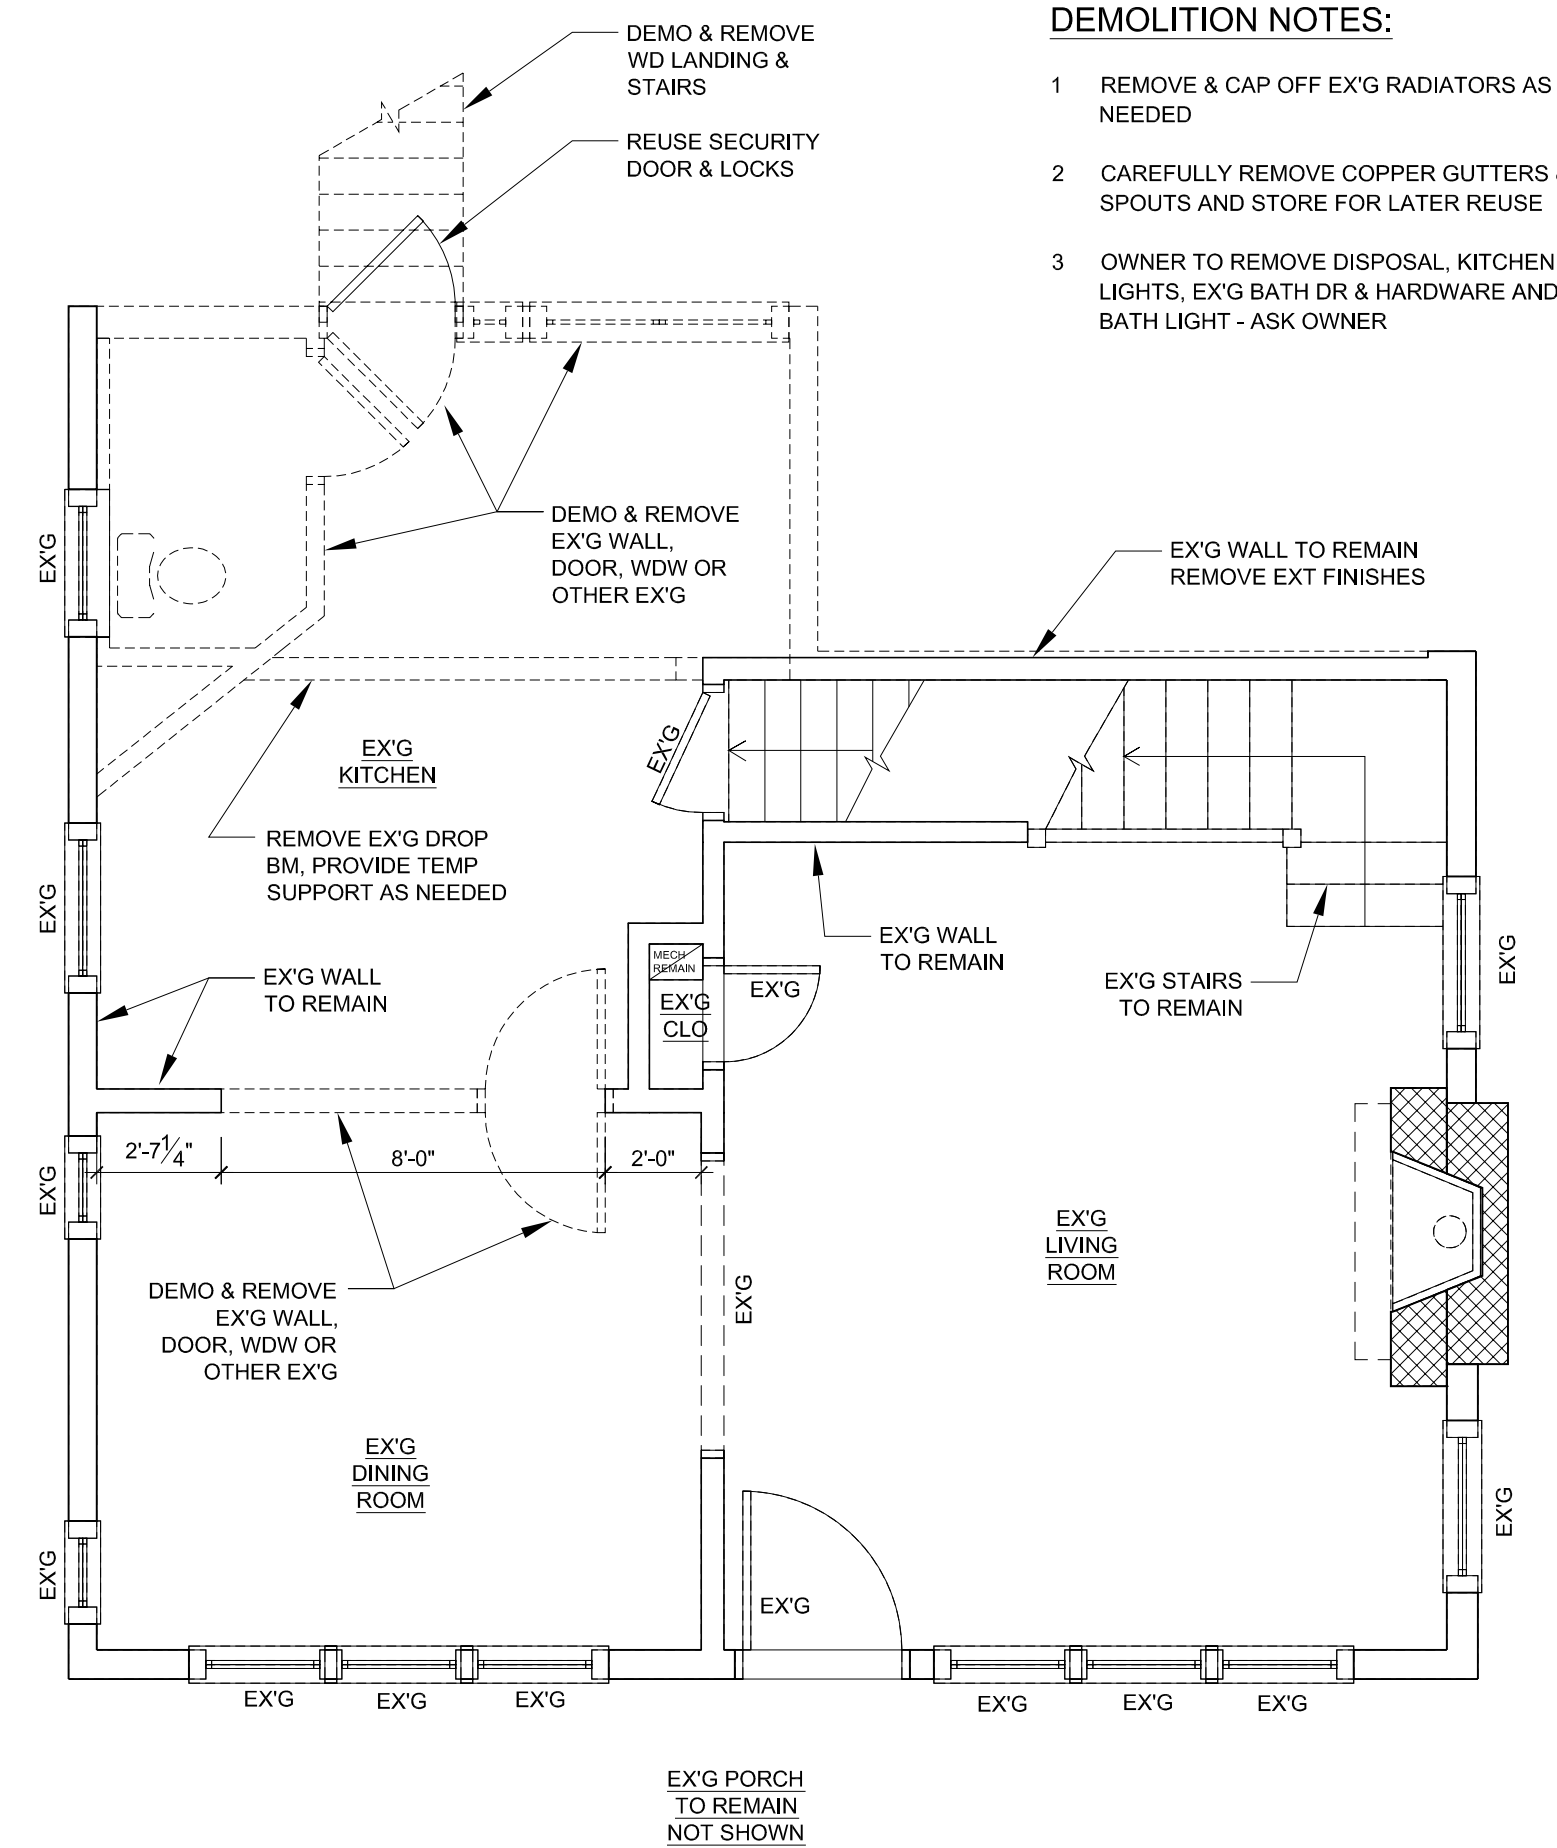 DEMOLITION NOTES:
1 REMOVE & CAP OFF EX'G RADIATORS AS
NEEDED
2 CAREFULLY REMOVE COPPER GUTTERS
SPOUTS AND STORE FOR LATER REUSE
3 OWNER TO REMOVE DISPOSAL, KITCHEN
LIGHTS, EX'G BATH DR & HARDWARE AND
BATH LIGHT - ASK OWNER
DEMO & REMOVE
WD LANDING &
STAIRS
REUSE SECURITY
DOOR & LOCKS
DEMO & REMOVE
EX'G WALL,
DOOR, WDW OR
OTHER EX'G
EX'G WALL TO REMAIN
REMOVE EXT FINISHES
EX'G
EX'G
KITCHEN
EX'G
REMOVE EX'G DROP
BM, PROVIDE TEMP
SUPPORT AS NEEDED
EX'G
EX'G WALL
TO REMAIN
MECH
REMAIN
EX'G
CLO
EX'G
EX'G WALL
TO REMAIN
EX'G STAIRS
TO REMAIN
EX'G
2'-7 1/4"
8'-0"
2'-0"
EX'G
EX'G
LIVING
ROOM
EX'G
DEMO & REMOVE
EX'G WALL,
DOOR, WDW OR
OTHER EX'G
EX'G
DINING
ROOM
EX'G
EX'G
EX'G
EX'G
EX'G
EX'G
EX'G
EX'G
EX'G
EX'G PORCH
TO REMAIN
NOT SHOWN